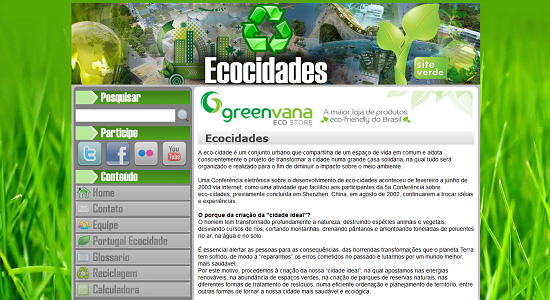 Ecocidades
site
verde
Pesquisar
Participe
You
Tube
Conteúdo
Home
Contato
Equipe
Portugal Ecocidade
Glossario
Reciclagem
Calculadora
greenvana
ECO STORE
A maior loja de produtos
eco-friendly do Brasil
Ecocidades
A eco-cidade é um conjunto urbano que compartilha de um espaço de vida em comum e adota
conscientemente o projeto de transformar a cidade numa grande casa solidária, na qual tudo será
organizado e realizado para o fim de diminuir o impacto sobre o meio ambiente.
Uma Conferência eletrônica sobre o desenvolvimento de eco-cidades aconteceu de fevereiro a junho de
2003 via internet, como uma atividade que facilitou aos participantes da 5a Conferência sobre
eco-cidades, previamente concluída em Shenzhen, China, em agosto de 2002, continuarem a trocar idéias
e experiências.
O porque da criação da "cidade ideal"?
O homem tem transformado profundamente a natureza, destruindo espécies animais e vegetais,
desviando cursos de rios, cortando montanhas, drenando pântanos e amontoando toneladas de poluentes
no ar, na água e no solo.
É essencial alertar as pessoas para as consequências, das horrendas transformações que o planeta Terra
tem sofrido, de modo a "repararmos" os erros cometidos no passado e lutarmos por um mundo melhor,
mais saudável.
Por este motivo, procedemos à criação da nossa "cidade ideal", na qual apostamos nas energias
renováveis, na abundância de espaços verdes, na criação de parques de reservas naturais, nas
diferentes formas de tratamento de resíduos, numa eficiente ordenação e planejamento de território, entre
outras formas de tornar a nossa cidade mais saudável e ecológica.